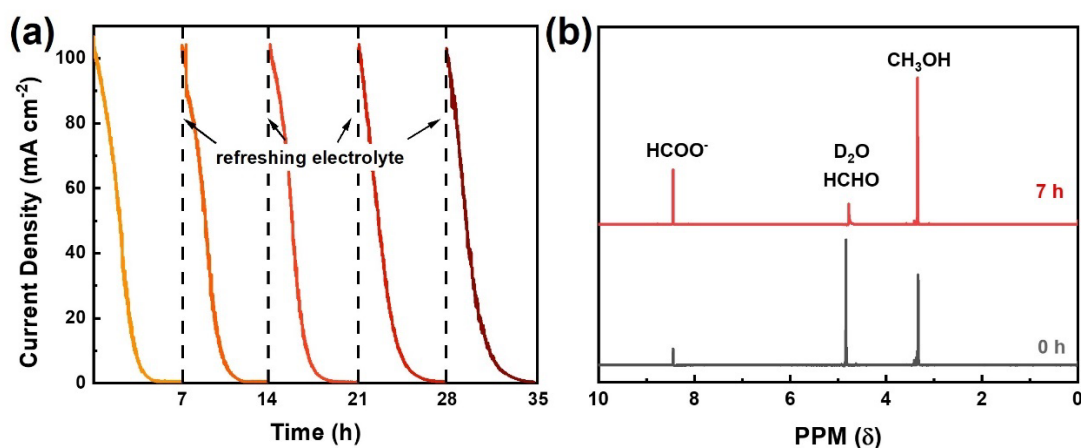 (a)
Current Density (mA cm⁻²)
100
80
60
40
20
0
refreshing electrolyte
7
14
21
28
35
Time (h)
(b)
CH₃OH
HCOO⁻
D₂O
HCHO
7 h
0 h
10
8
6
4
2
0
PPM (δ)